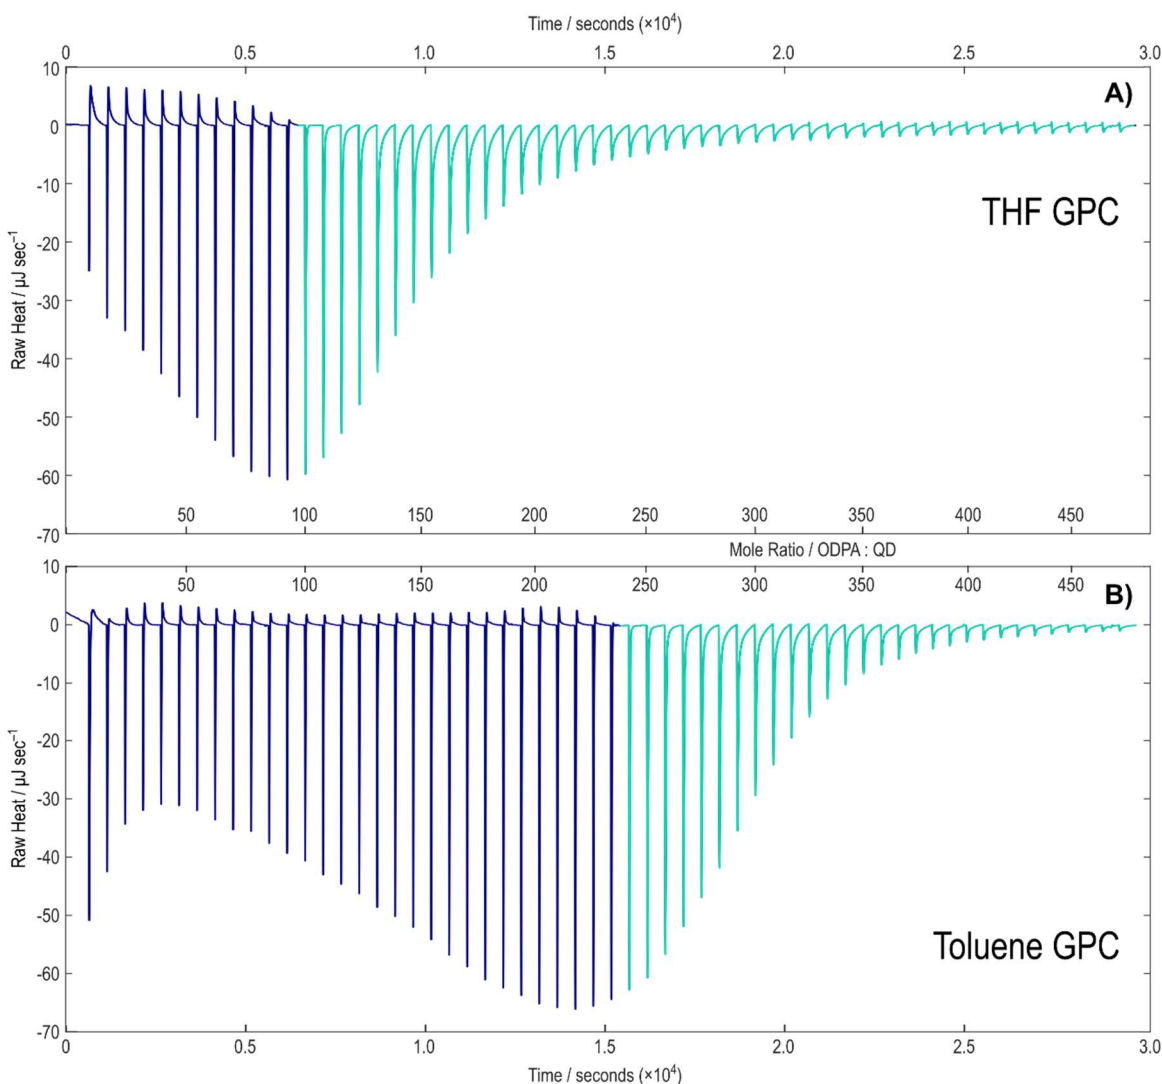 Time / seconds (×10⁴)
0 0.5 1.0 1.5 2.0 2.5 3.0
10
A)
0
-10
THF GPC
-20
Raw Heat / μJ sec⁻¹
-30
-40
-50
-60
50 100 150 200 250 300 350 400 450
-70
Mole Ratio / ODPA : QD
10
50 100 150 200 250 300 350 400 450
B)
0
-10
-20
Raw Heat / μJ sec⁻¹
-30
-40
-50
Toluene GPC
-60
-70
0 0.5 1.0 1.5 2.0 2.5 3.0
Time / seconds (×10⁴)